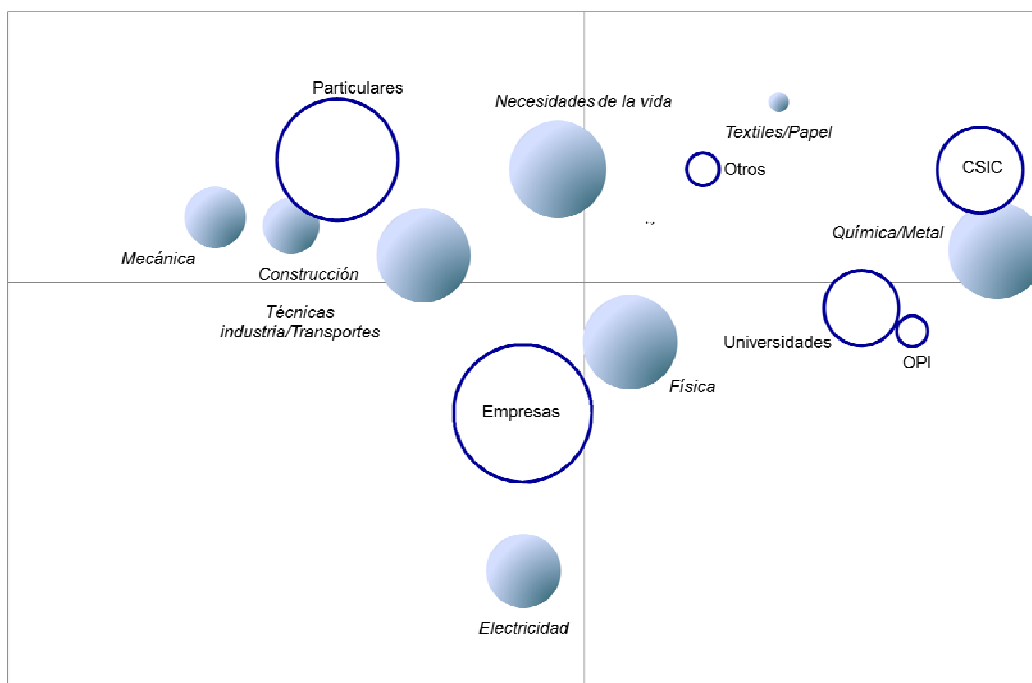 Particulares
Necesidades de la vida
Textiles/Papel
Otros
CSIC
Química/Metal
Mecánica
Construcción
Técnicas
industria/Transportes
Universidades
OPI
Física
Empresas
Electricidad